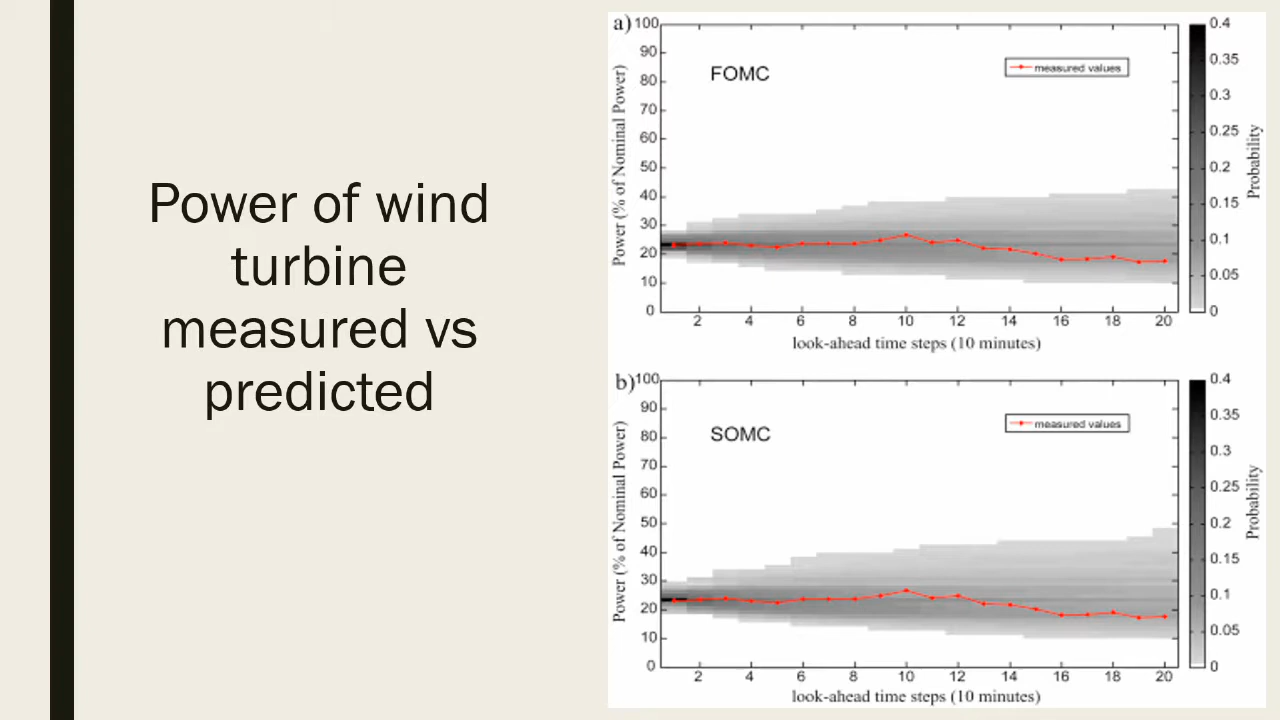 Power of wind
turbine
measured vs
predicted
a)
100
90
80
70
60
50
40
30
20
10
0
Power (% of Nominal Power)
FOMC
measured values
2 4 6 8 10 12 14 16 18 20
look-ahead time steps (10 minutes)
0.4
0.35
0.3
0.25
0.2
0.15
0.1
0.05
0
Probability
b)
100
90
80
70
60
50
40
30
20
10
0
Power (% of Nominal Power)
SOMC
measured values
2 4 6 8 10 12 14 16 18 20
look-ahead time steps (10 minutes)
0.4
0.35
0.3
0.25
0.2
0.15
0.1
0.05
0
Probability